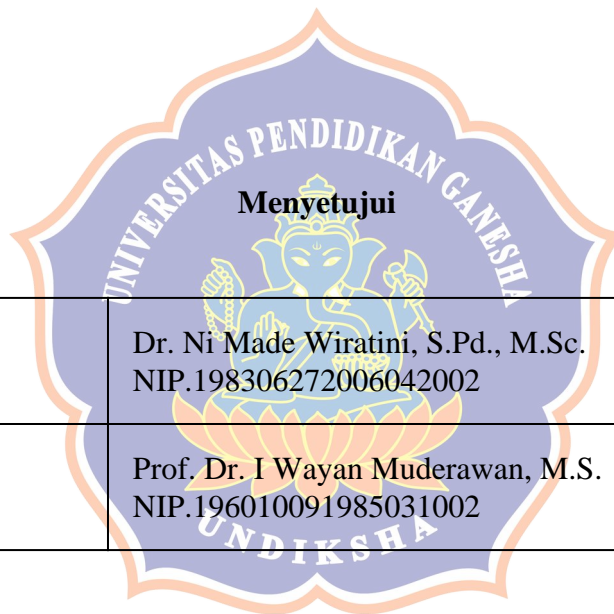 UNIVERSITAS PENDIDIKAN GANESHA
Menyetujui
Dr. Ni Made Wiratini, S.Pd., M.Sc.
NIP.198306272006042002
Prof. Dr. I Wayan Muderawan, M.S.
NIP.196010091985031002
UNDIKSHA